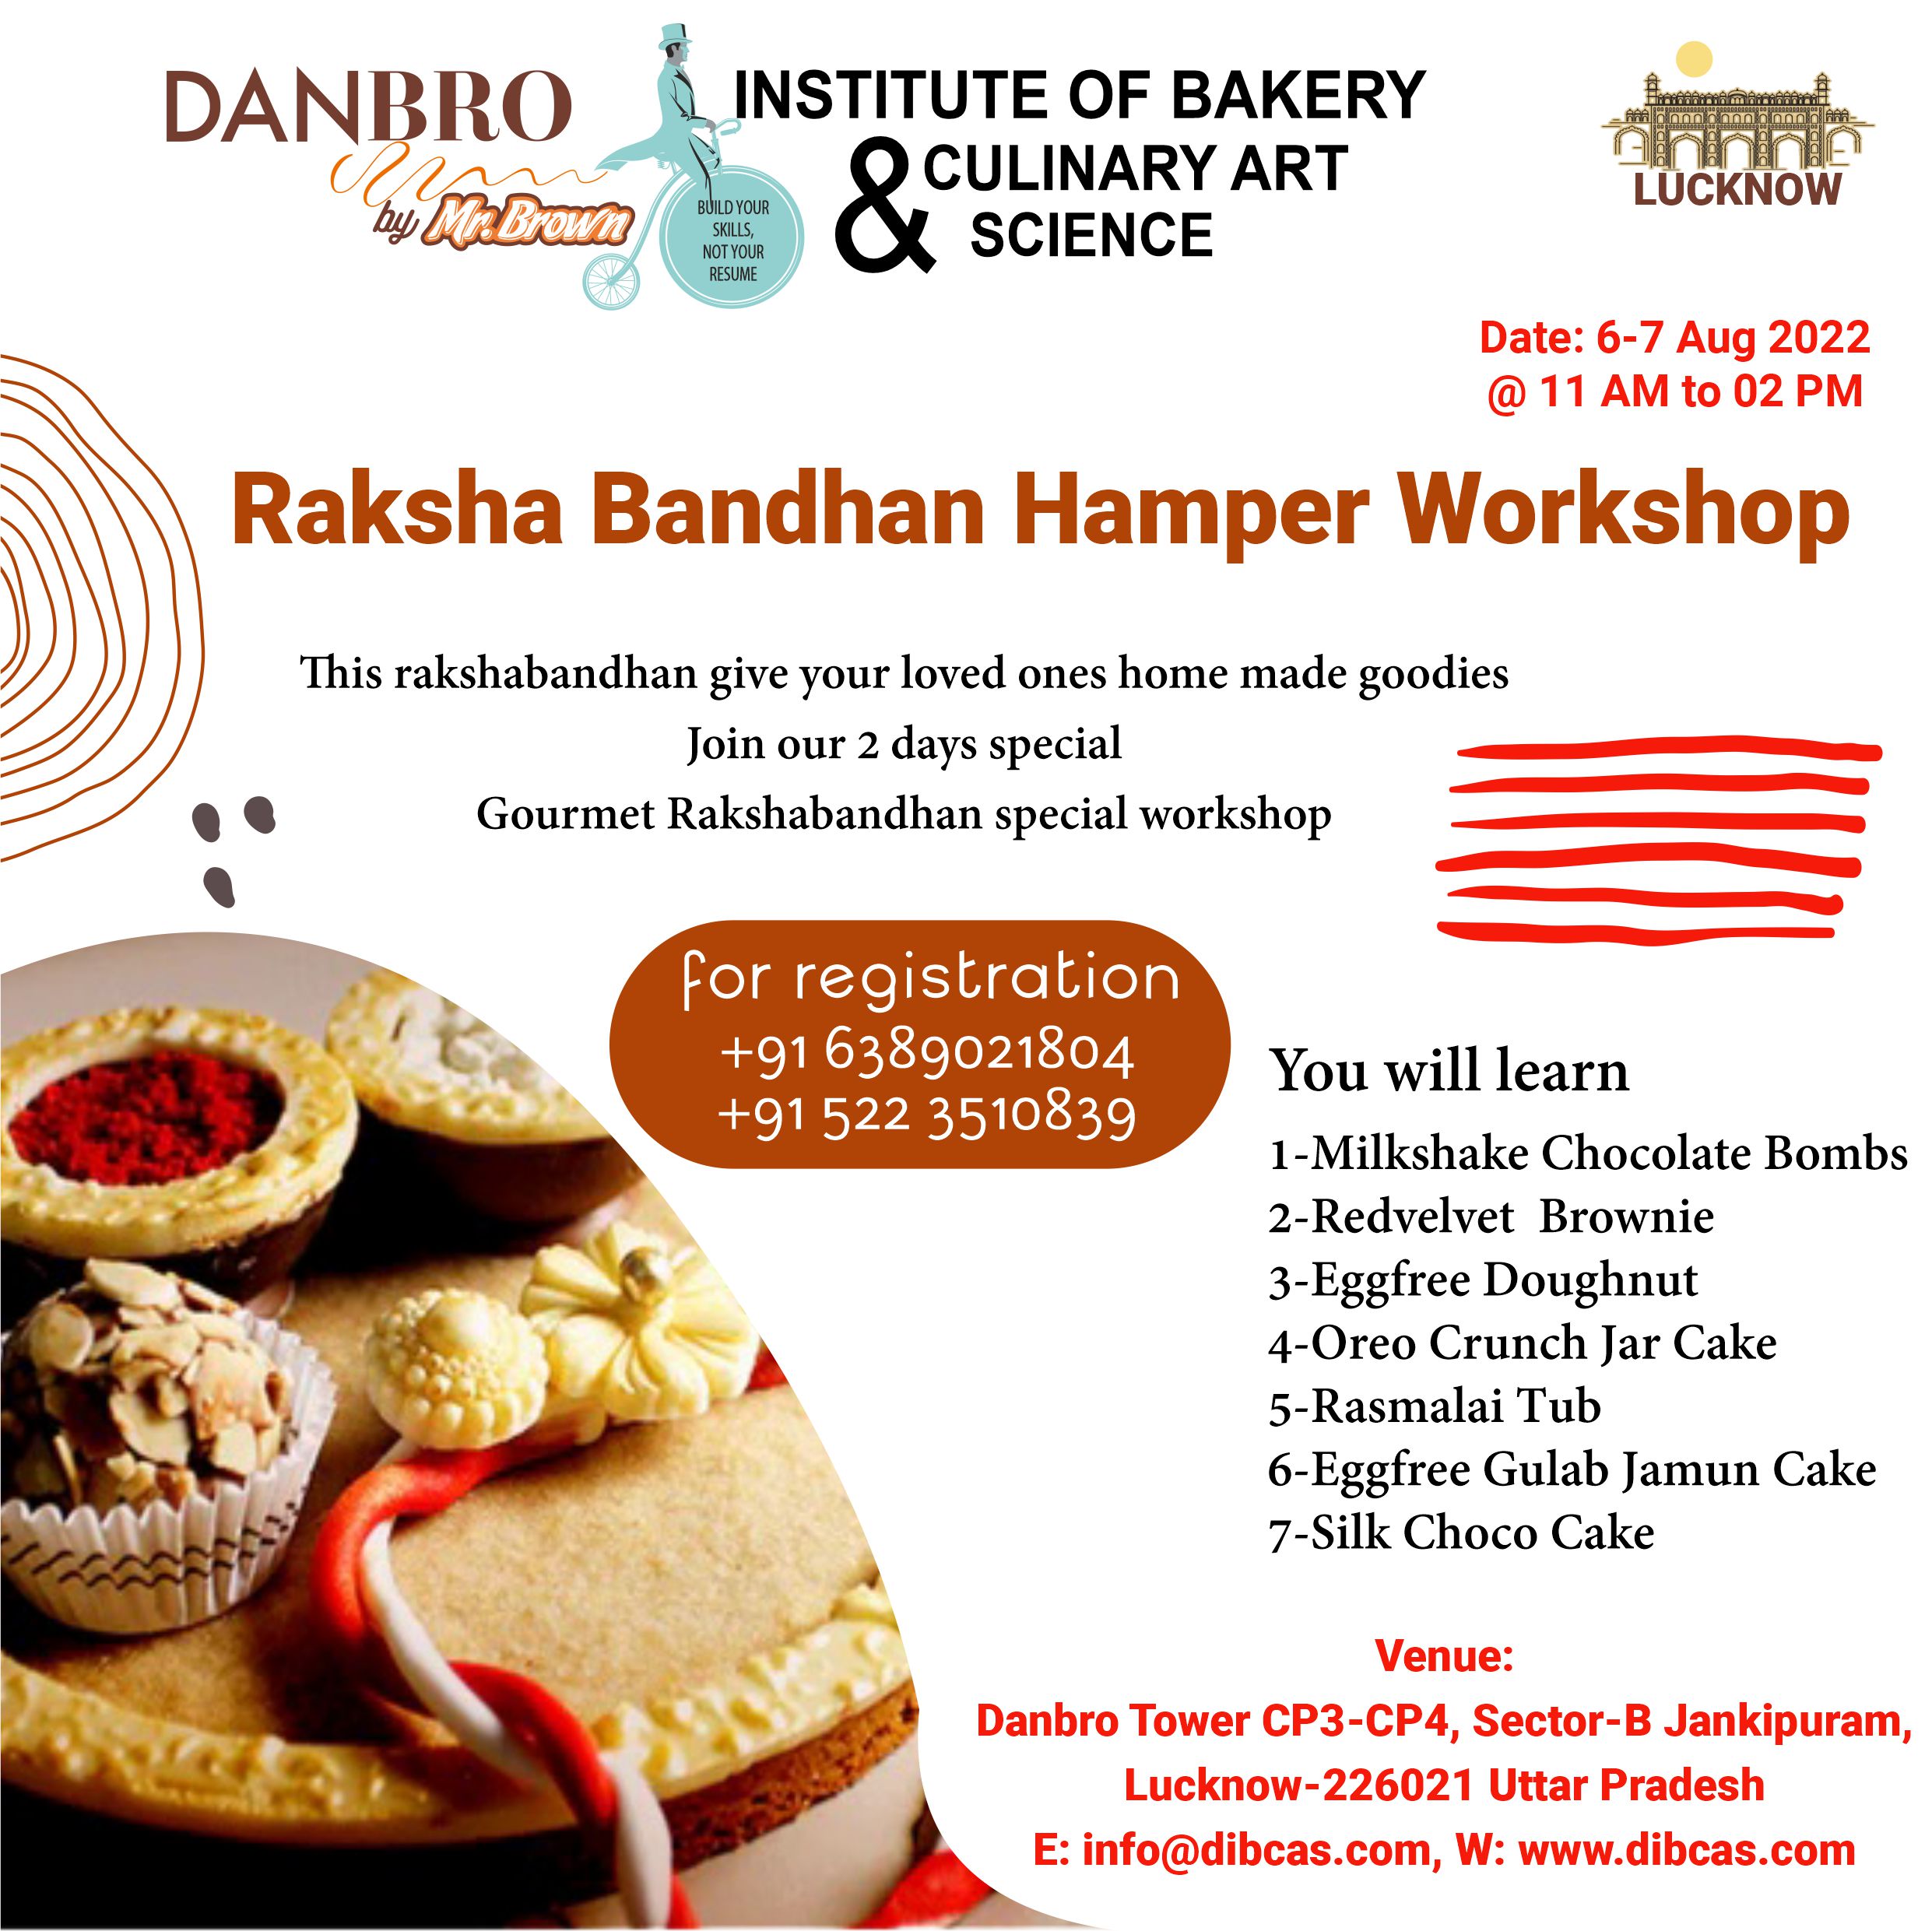 DANBRO
by Mr. Brown
BUILD YOUR
SKILLS,
NOT YOUR
RESUME
INSTITUTE OF BAKERY
& CULINARY ART
SCIENCE
LUCKNOW
Date: 6-7 Aug 2022
@ 11 AM to 02 PM
Raksha Bandhan Hamper Workshop
This rakshabandhan give your loved ones home made goodies
Join our 2 days special
Gourmet Rakshabandhan special workshop
for registration
+91 6389021804
+91 522 3510839
You will learn
1-Milkshake Chocolate Bombs
2-Redvelvet Brownie
3-Eggfree Doughnut
4-Oreo Crunch Jar Cake
5-Rasmalai Tub
6-Eggfree Gulab Jamun Cake
7-Silk Choco Cake
Venue:
Danbro Tower CP3-CP4, Sector-B Jankipuram,
Lucknow-226021 Uttar Pradesh
E: info@dibcas.com, W: www.dibcas.com